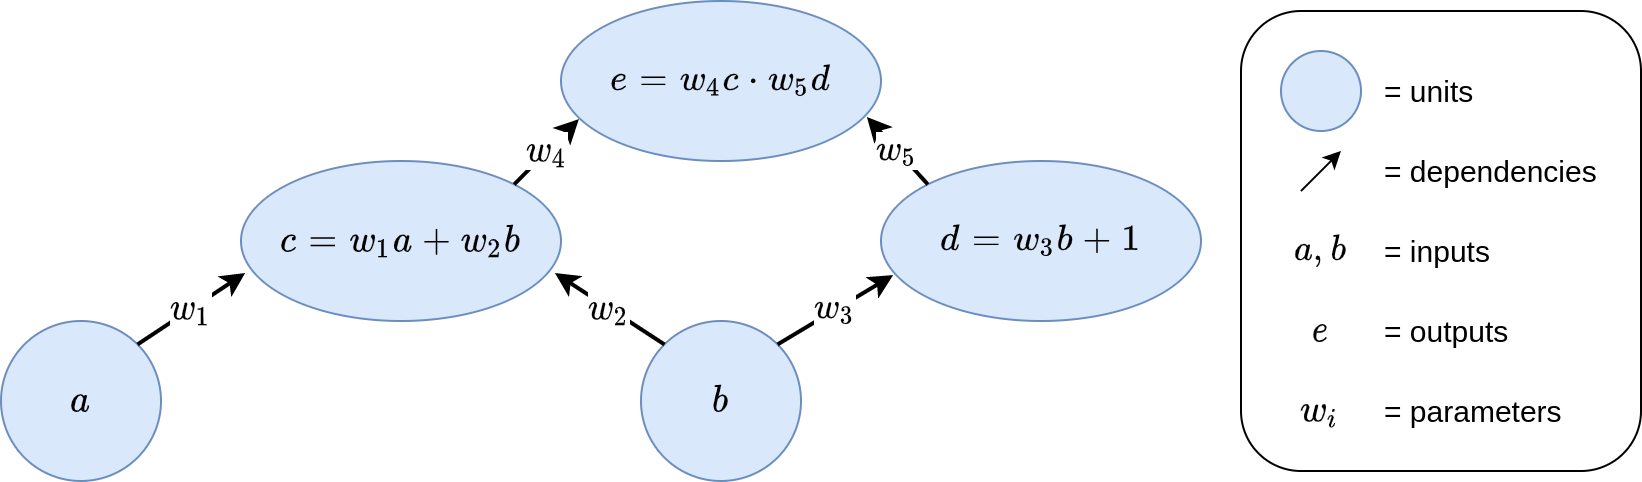 e = w₄c · w₅d
w₄
w₅
c = w₁a + w₂b
d = w₃b + 1
w₁
w₂
w₃
a
b
= units
= dependencies
a, b = inputs
e = outputs
wᵢ = parameters